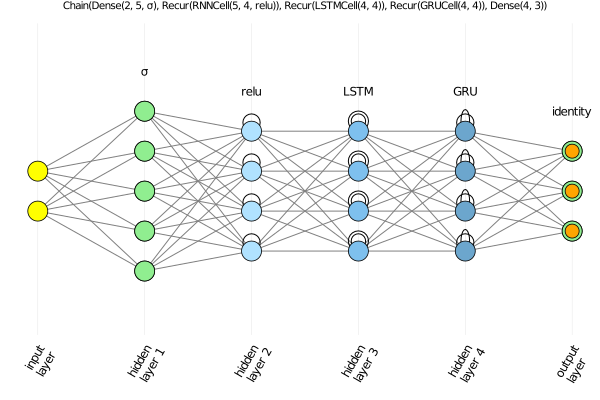 Chain(Dense(2, 5, σ), Recur(RNNCell(5, 4, relu)), Recur(LSTMCell(4, 4)), Recur(GRUCell(4, 4)), Dense(4, 3))
σ
relu
LSTM
GRU
identity
input
layer
hidden
layer 1
hidden
layer 2
hidden
layer 3
hidden
layer 4
output
layer